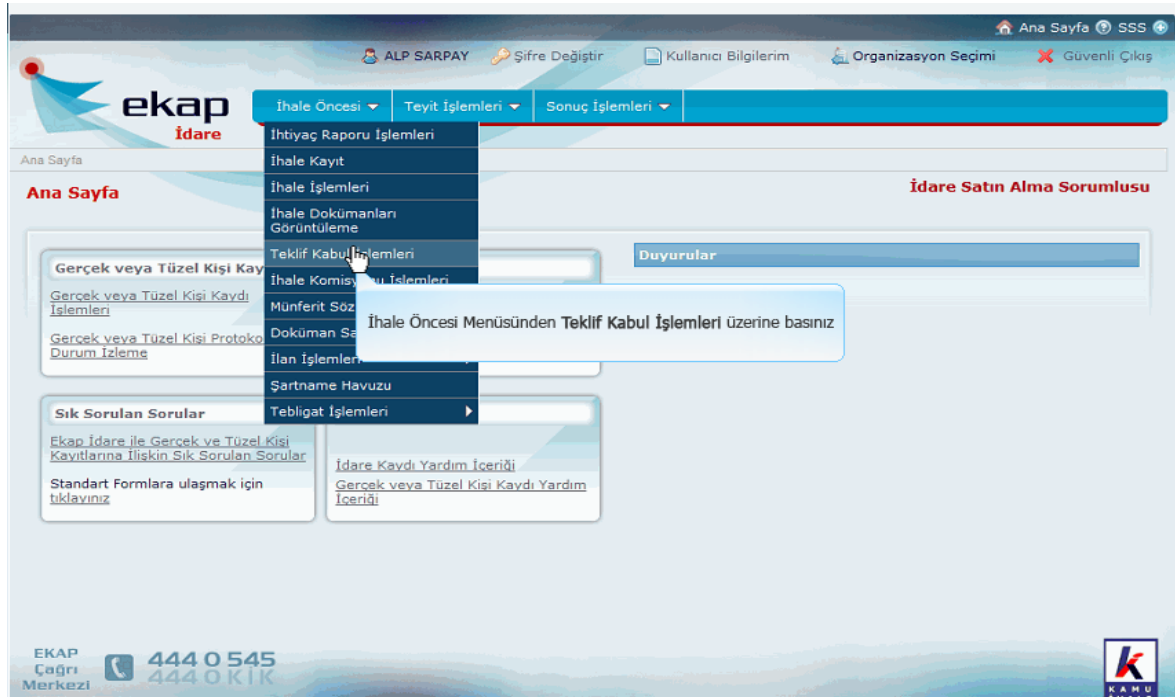 Ana Sayfa SSS
ALP SARPAY Şifre Değiştir Kullanıcı Bilgilerim Organizasyon Seçimi Güvenli Çıkış
ekap
İdare
İhale Öncesi Teyit İşlemleri Sonuç İşlemleri
İhtiyaç Raporu İşlemleri
İhale Kayıt
İhale İşlemleri
İhale Dokümanları
Görüntüleme
Teklif Kabul İşlemleri
İhale Komisyonu İşlemleri
Münferit Söz
Doküman Sa
İlan İşlemleri
Şartname Havuzu
Tebligat İşlemleri
Ana Sayfa
Ana Sayfa
İdare Satın Alma Sorumlusu
Gerçek veya Tüzel Kişi Kay
Gerçek veya Tüzel Kişi Kaydı
İşlemleri
Gerçek veya Tüzel Kişi Protoko
Durum İzleme
Duyurular
İhale Öncesi Menüsünden Teklif Kabul İşlemleri üzerine basınız
Sık Sorulan Sorular
Ekap İdare ile Gerçek ve Tüzel Kişi
Kayıtlarına İlişkin Sık Sorulan Sorular
Standart Formlara ulaşmak için
tıklayınız
İdare Kaydı Yardım İçeriği
Gerçek veya Tüzel Kişi Kaydı Yardım
İçeriği
EKAP
Çağrı
Merkezi
444 0 545
444 0 KİK
KAMU